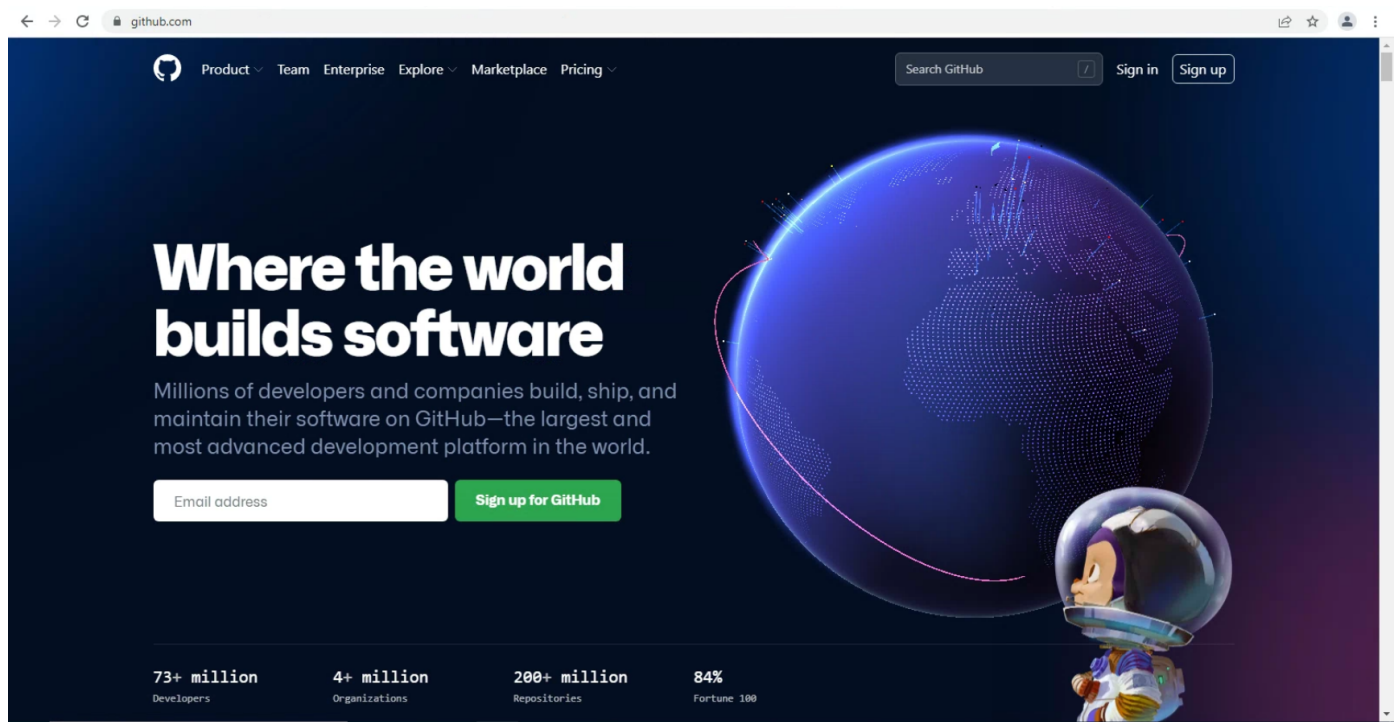 github.com
Product Team Enterprise Explore Marketplace Pricing
Search GitHub /
Sign in
Sign up
Where the world
builds software
Millions of developers and companies build, ship, and
maintain their software on GitHub—the largest and
most advanced development platform in the world.
Email address
Sign up for GitHub
73+ million 4+ million 200+ million 84%
Developers Organizations Repositories Fortune 100